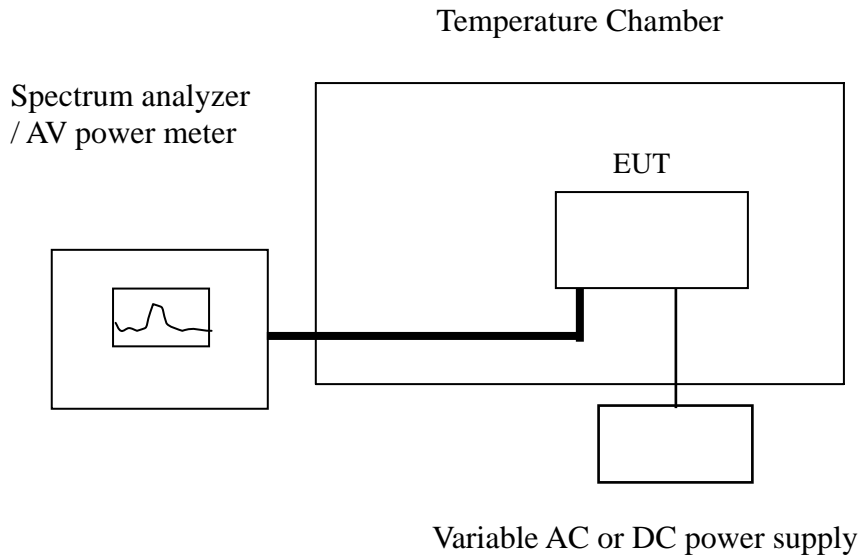 Temperature Chamber
Spectrum analyzer
/ AV power meter
EUT
Variable AC or DC power supply